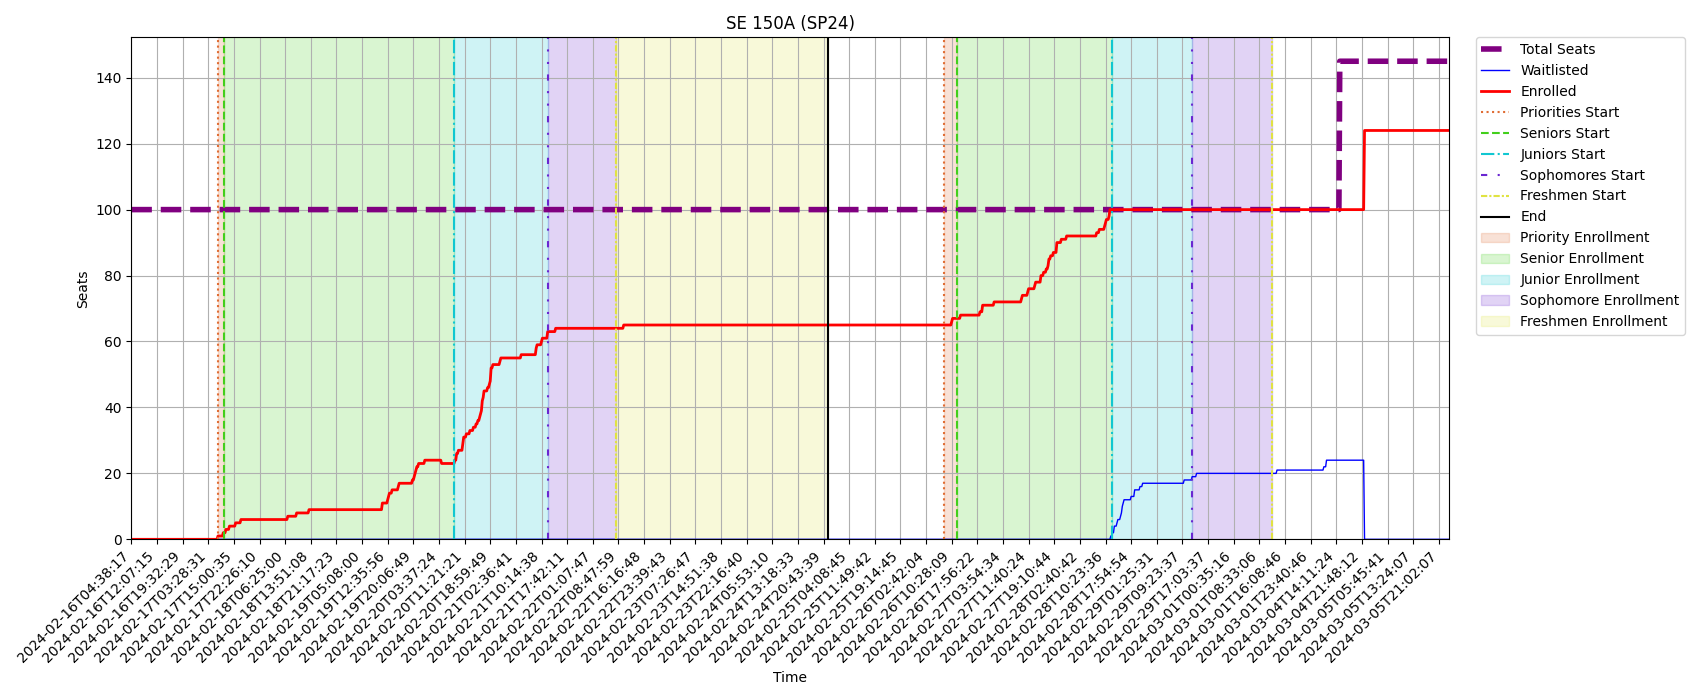 SE 150A (SP24)
Seats
140
120
100
80
60
40
20
0
2024-02-16T04:38:17
2024-02-16T12:07:15
2024-02-16T19:32:29
2024-02-17T03:28:31
2024-02-17T15:00:35
2024-02-17T22:26:10
2024-02-18T06:25:00
2024-02-18T13:51:08
2024-02-18T21:17:23
2024-02-19T05:08:00
2024-02-19T12:35:56
2024-02-19T20:06:49
2024-02-20T03:37:24
2024-02-20T11:21:21
2024-02-20T18:59:49
2024-02-21T02:36:41
2024-02-21T10:14:38
2024-02-21T17:42:11
2024-02-22T01:07:47
2024-02-22T08:47:59
2024-02-22T16:16:48
2024-02-22T23:39:43
2024-02-23T07:26:47
2024-02-23T14:51:38
2024-02-23T22:16:40
2024-02-24T05:53:10
2024-02-24T13:18:33
2024-02-24T20:43:39
2024-02-25T04:08:45
2024-02-25T11:49:42
2024-02-25T19:14:45
2024-02-26T02:42:04
2024-02-26T10:28:09
2024-02-26T17:56:22
2024-02-27T03:54:34
2024-02-27T11:40:24
2024-02-27T19:10:44
2024-02-28T02:40:42
2024-02-28T10:23:36
2024-02-28T17:54:54
2024-02-29T01:25:31
2024-02-29T09:23:37
2024-02-29T17:03:37
2024-03-01T00:35:16
2024-03-01T08:33:06
2024-03-01T16:08:46
2024-03-01T23:40:46
2024-03-04T14:11:24
2024-03-04T21:48:12
2024-03-05T05:45:41
2024-03-05T13:24:07
2024-03-05T21:02:07
Time
Total Seats
Waitlisted
Enrolled
Priorities Start
Seniors Start
Juniors Start
Sophomores Start
Freshmen Start
End
Priority Enrollment
Senior Enrollment
Junior Enrollment
Sophomore Enrollment
Freshmen Enrollment